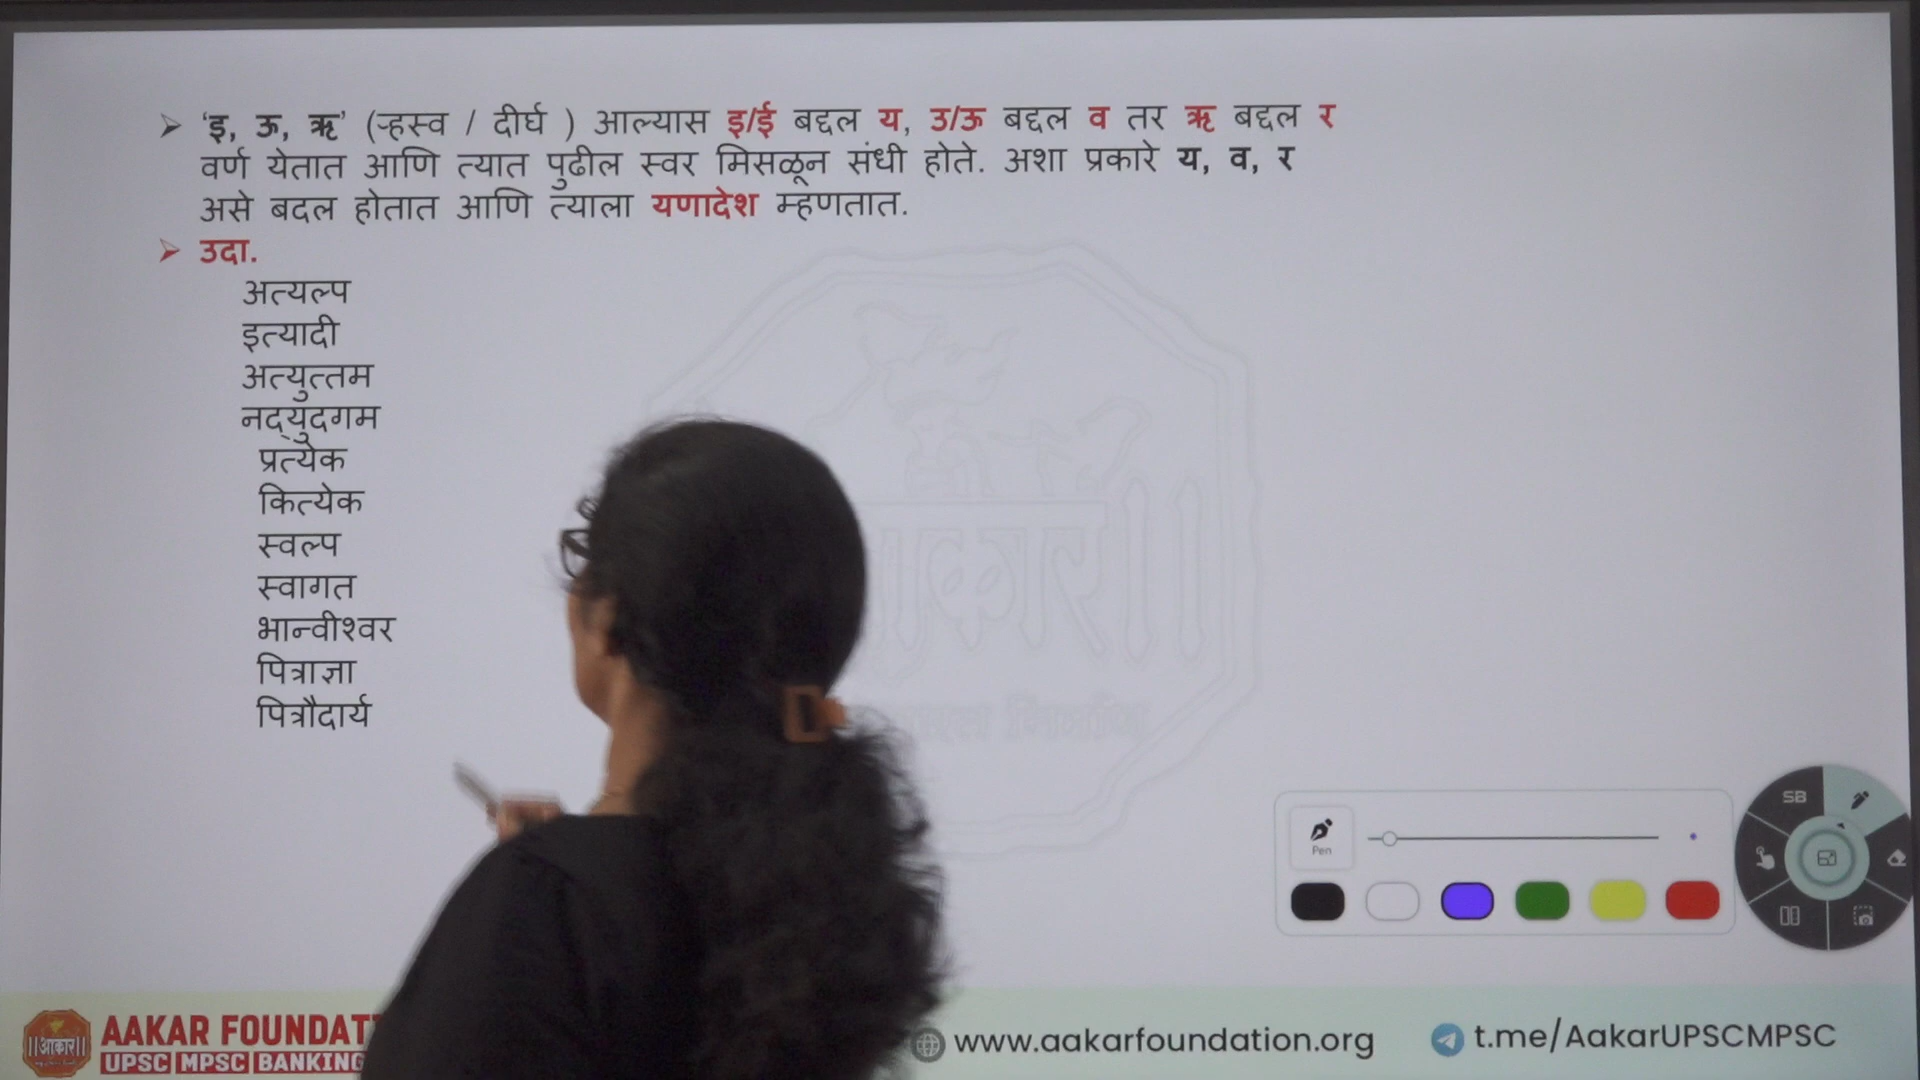 ➢ ‘इ, ऊ, ऋ’ (ऱ्हस्व / दीर्घ ) आल्यास इ/ई बद्दल य, उ/ऊ बद्दल व तर ऋ बद्दल र
वर्ण येतात आणि त्यात पुढील स्वर मिसळून संधी होते. अशा प्रकारे य, व, र
असे बदल होतात आणि त्याला यणादेश म्हणतात.
➢ उदा.
अत्यल्प
इत्यादी
अत्युत्तम
नद्युदगम
प्रत्येक
कित्येक
स्वल्प
स्वागत
भान्वीश्वर
पित्राज्ञा
पित्रौदार्य
SB
Pen
॥आकार॥
AAKAR FOUNDAT
UPSC MPSC BANKING
www.aakarfoundation.org
t.me/AakarUPSCMPSC